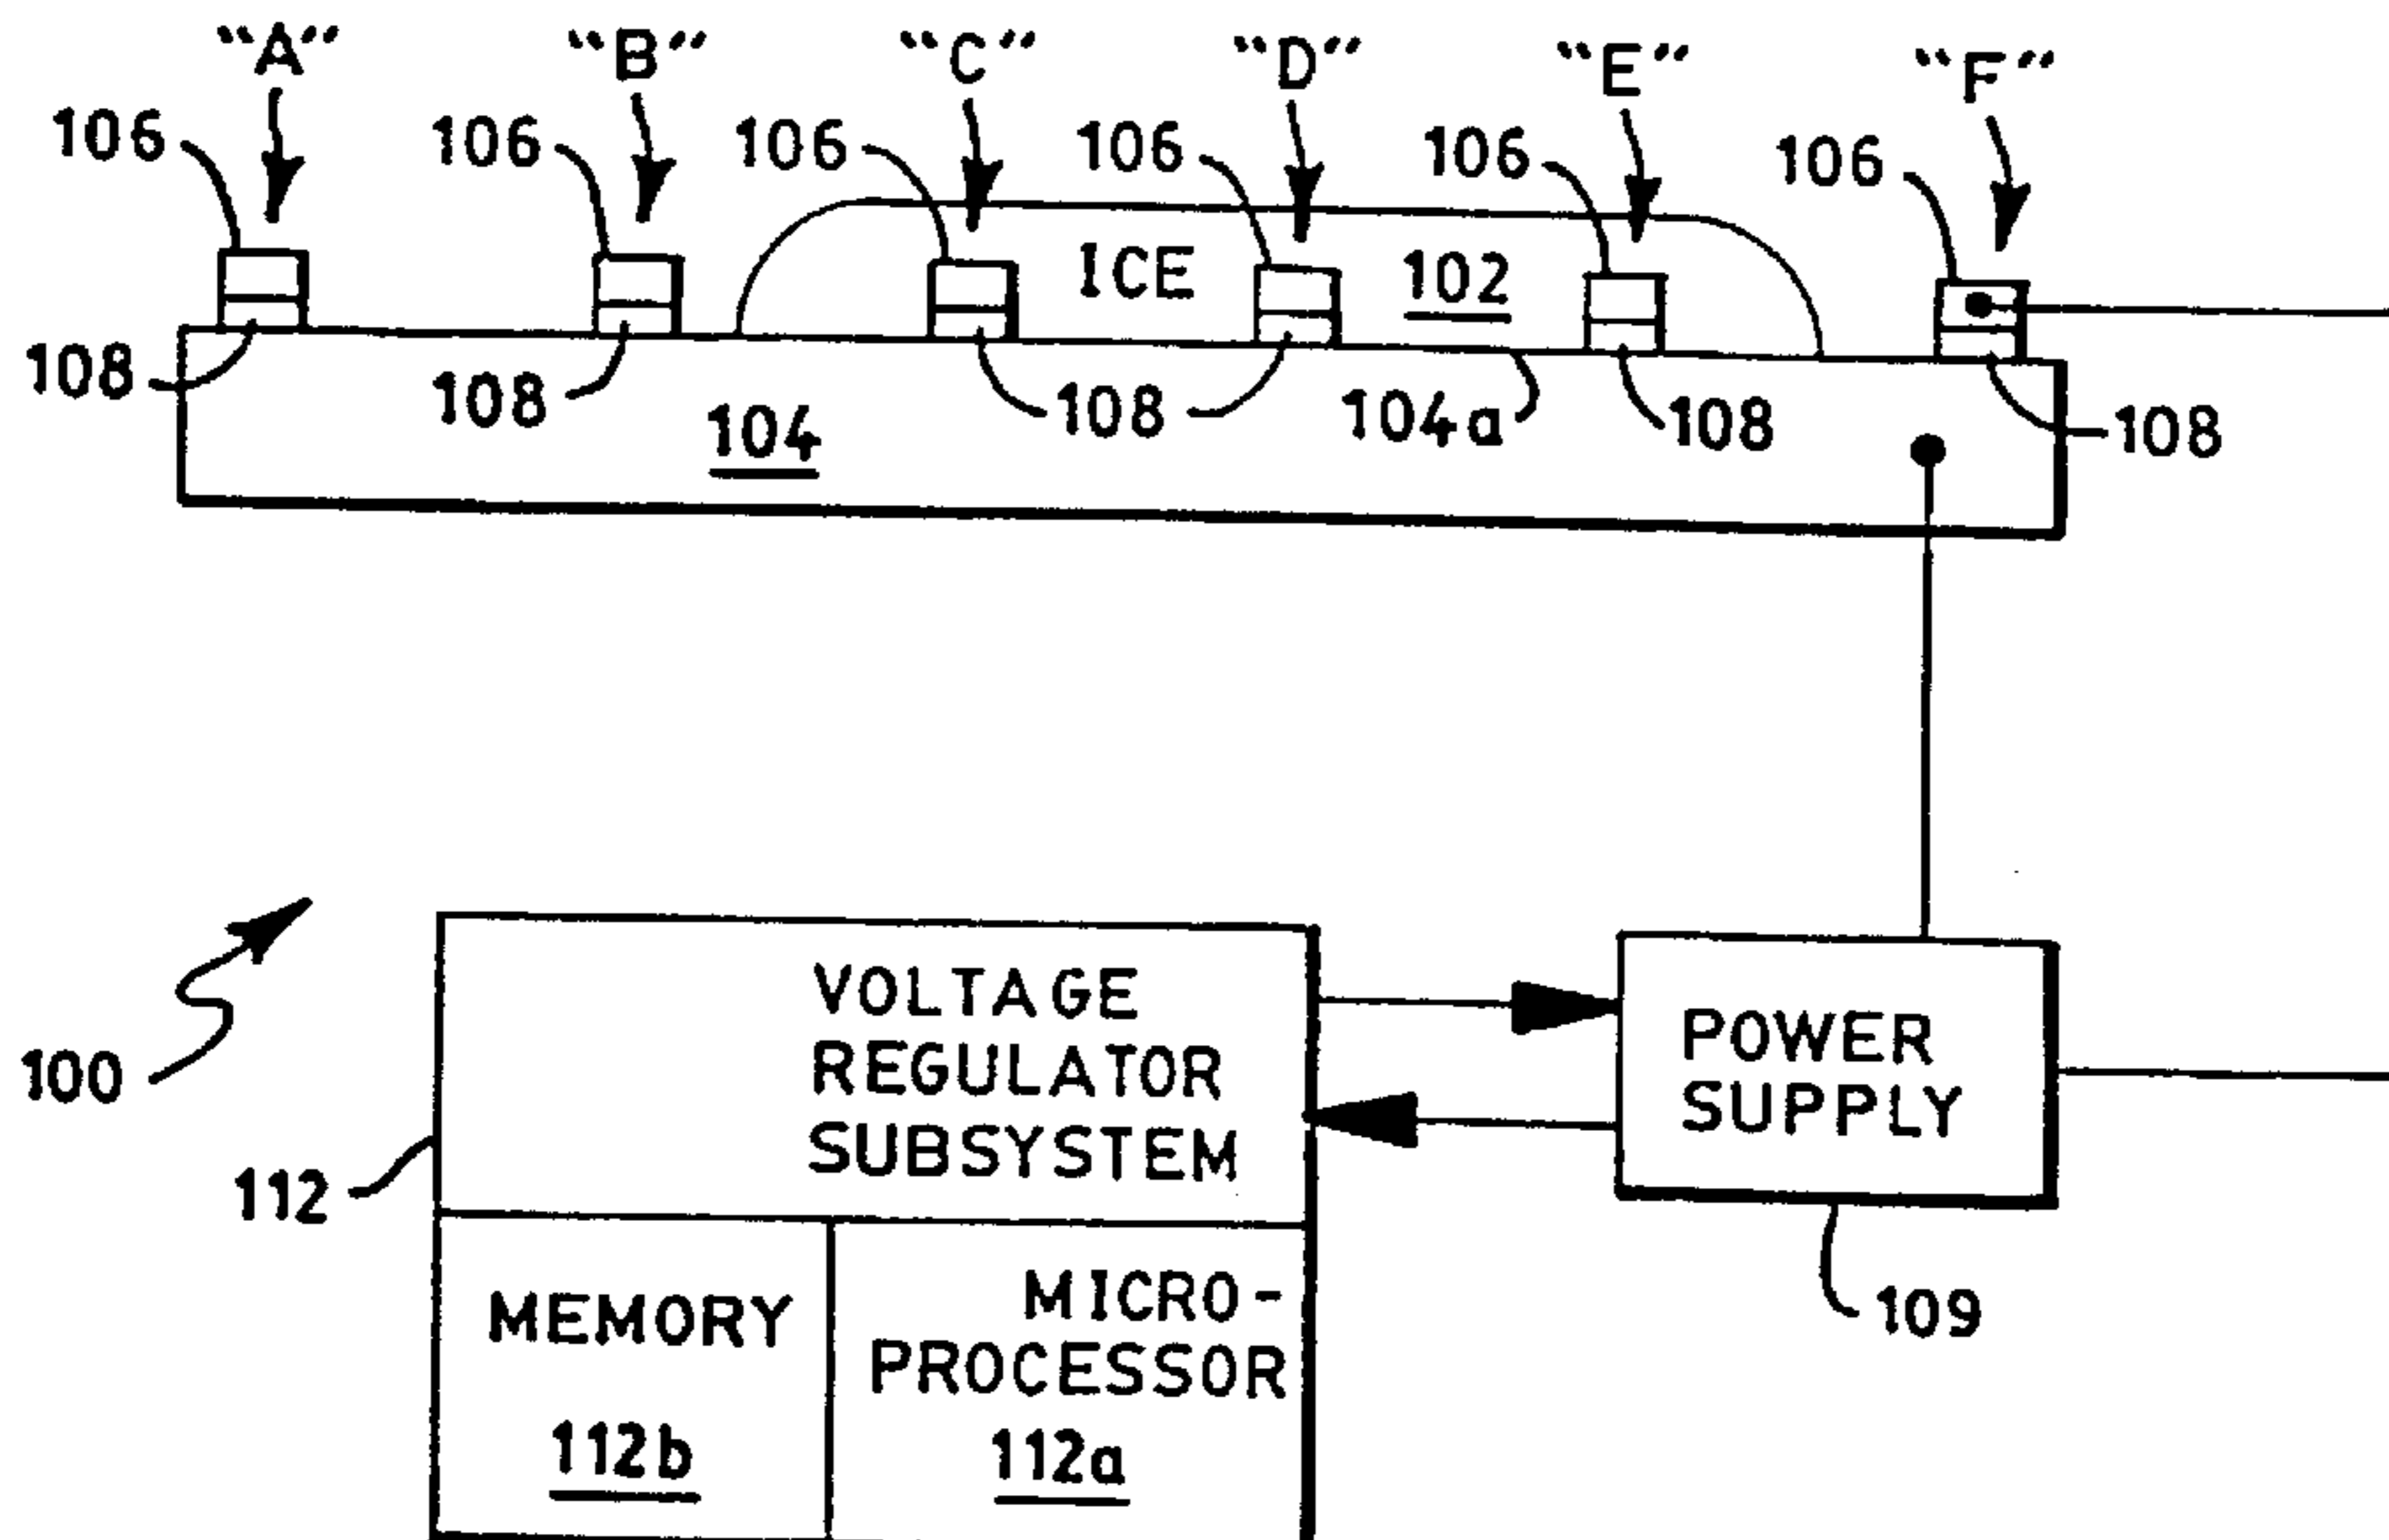 “A” “B” “C” “D” “E” “F”
106 106 106 106 106 106
ICE 102
108 108 104 108 104a 108 108
100
VOLTAGE
REGULATOR
SUBSYSTEM
POWER
SUPPLY
112
109
MEMORY
112b
MICRO-
PROCESSOR
112a